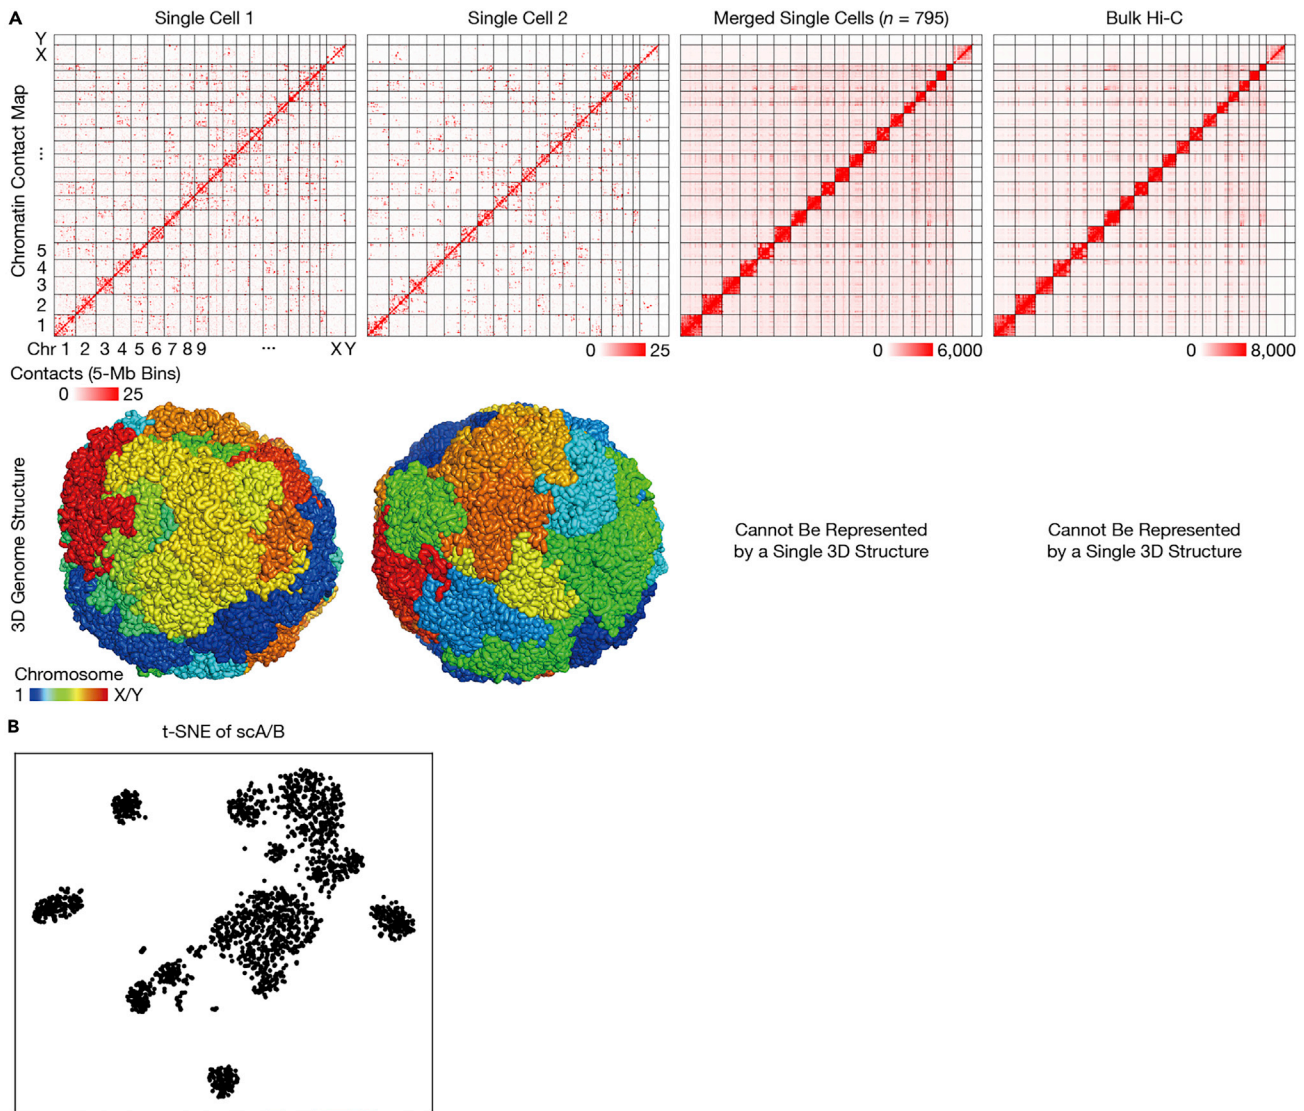 A
Single Cell 1
Single Cell 2
Merged Single Cells (n = 795)
Bulk Hi-C
Chromatin Contact Map
Y
X
...
5
4
3
2
1
Chr 1 2 3 4 5 6 7 8 9 ... X Y
0 25
0 6,000
0 8,000
Contacts (5-Mb Bins)
0 25
3D Genome Structure
Cannot Be Represented
by a Single 3D Structure
Cannot Be Represented
by a Single 3D Structure
Chromosome
1 X/Y
B
t-SNE of scA/B